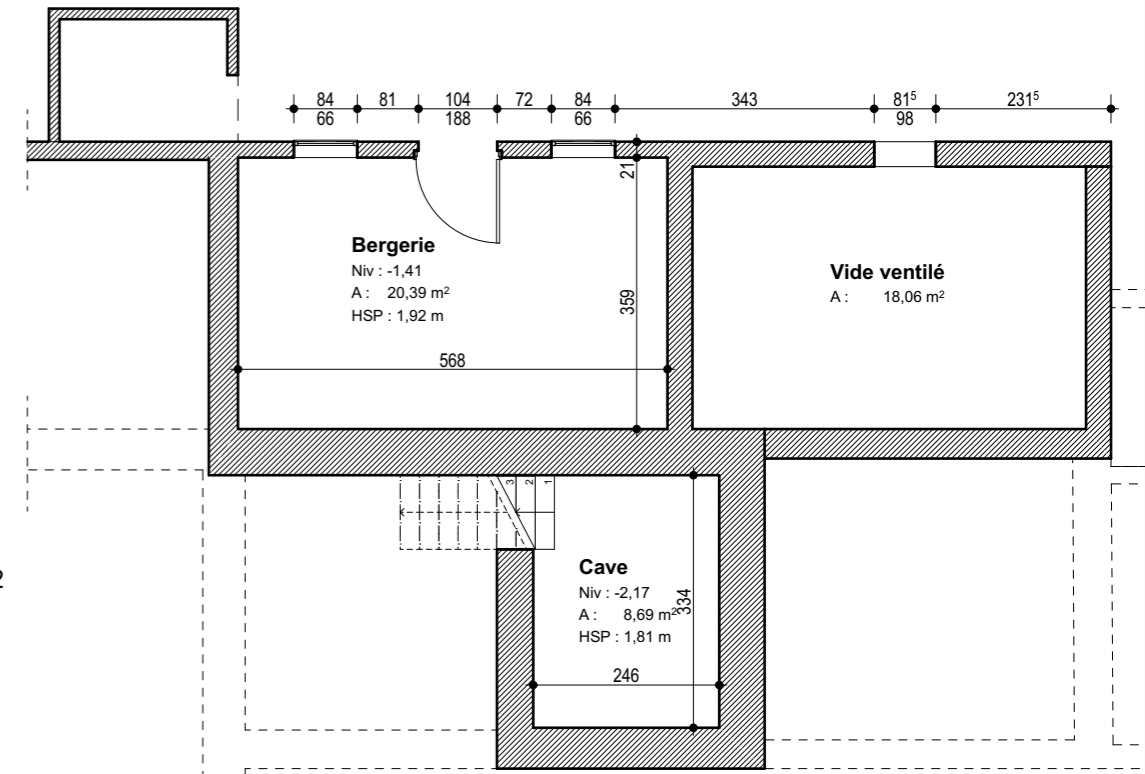 84 81 104 72 84 343 81⁵ 231⁵
66 188 66 98
21
Bergerie
Niv : -1,41
A : 20,39 m²
HSP : 1,92 m
359
568
Vide ventilé
A : 18,06 m²
3 2 1
Cave
Niv : -2,17
A : 8,69 m²
HSP : 1,81 m
334
246
2